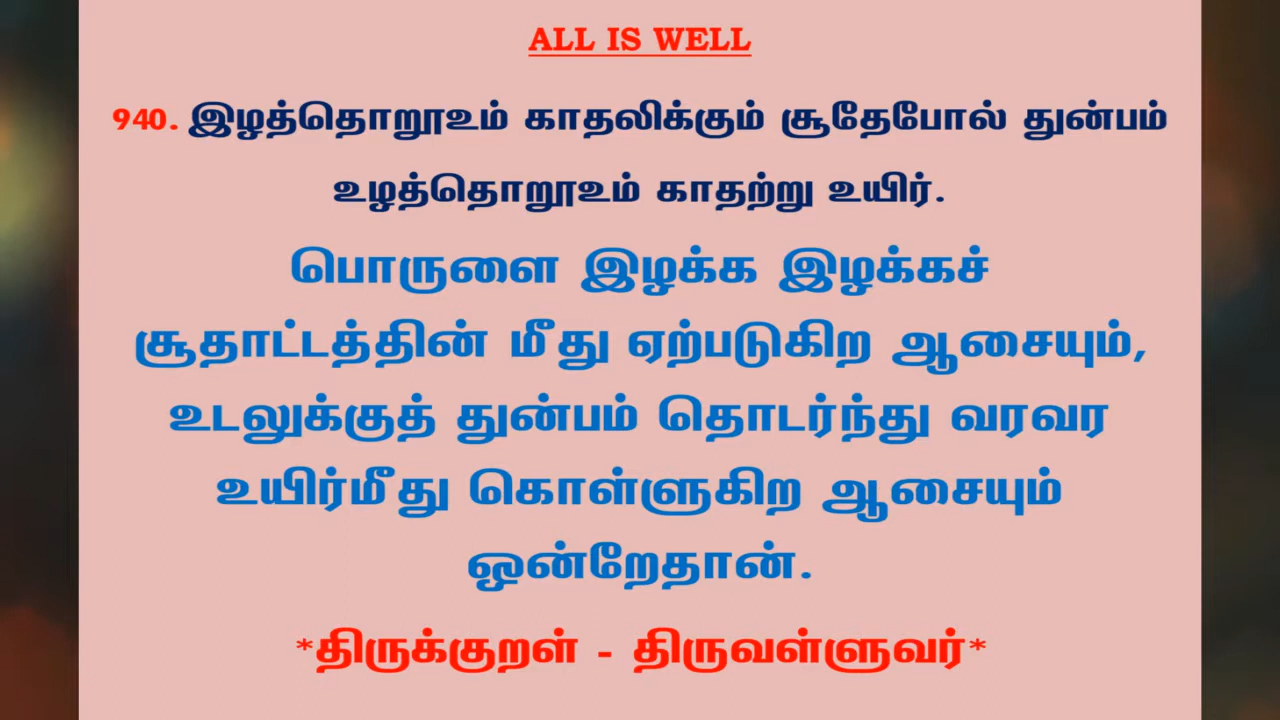 ALL IS WELL
940. இழத்தொறூஉம் காதலிக்கும் சூதேபோல் துன்பம்
உழத்தொறூஉம் காதற்று உயிர்.
பொருளை இழக்க இழக்கச்
சூதாட்டத்தின் மீது ஏற்படுகிற ஆசையும்,
உடலுக்குத் துன்பம் தொடர்ந்து வரவர
உயிர்மீது கொள்ளுகிற ஆசையும்
ஒன்றேதான்.
*திருக்குறள் - திருவள்ளுவர்*